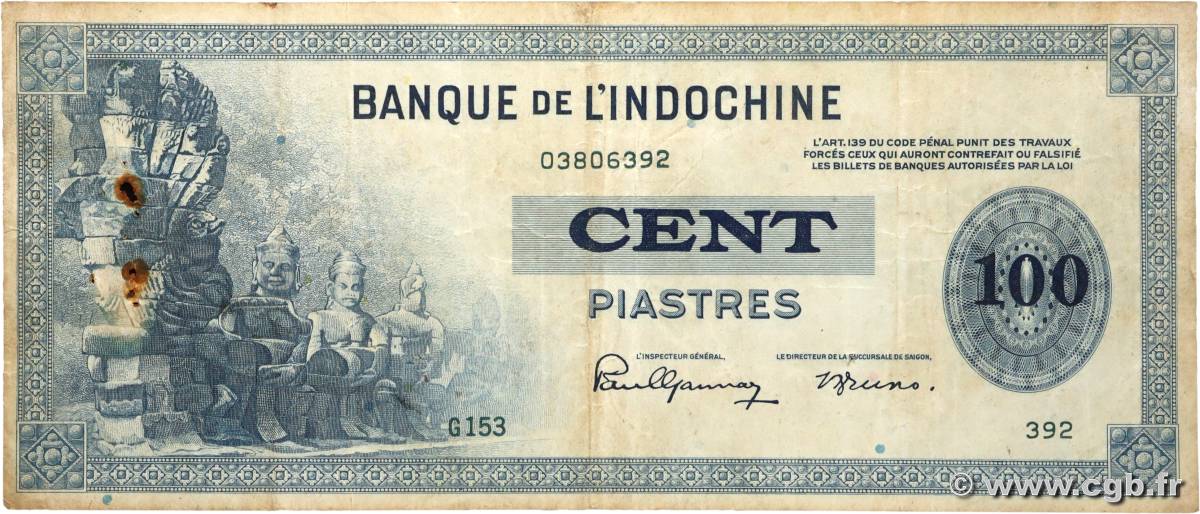 BANQUE DE L'INDOCHINE
03806392
L'ART. 139 DU CODE PÉNAL PUNIT DES TRAVAUX
FORCÉS CEUX QUI AURONT CONTREFAIT OU FALSIFIÉ
LES BILLETS DE BANQUES AUTORISÉES PAR LA LOI
CENT
100
PIASTRES
L'INSPECTEUR GÉNÉRAL,
LE DIRECTEUR DE LA SUCCURSALE DE SAIGON,
G153
392
© www.cgb.fr